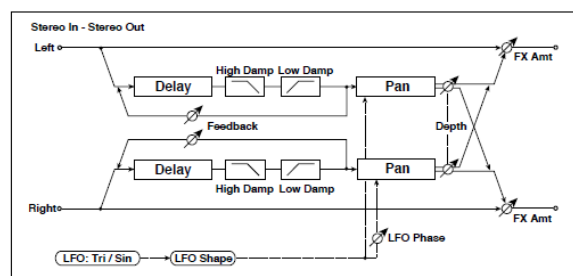 Stereo In - Stereo Out
Left
FX Amt
High Damp Low Damp
Delay
Pan
Feedback
Depth
Delay
Pan
High Damp Low Damp
Right
FX Amt
LFO Phase
LFO: Tri / Sin
LFO Shape